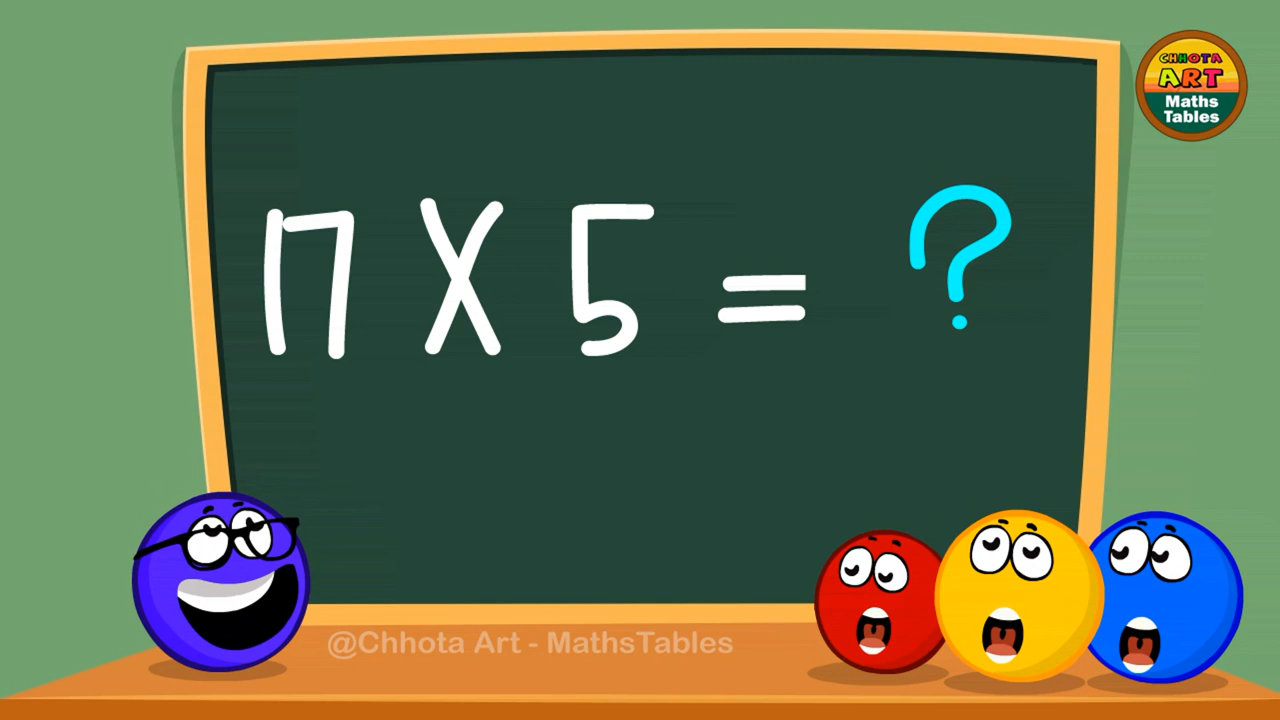 CHHOTA
ART
Maths
Tables
17 X 5 = ?
@Chhota Art - MathsTables